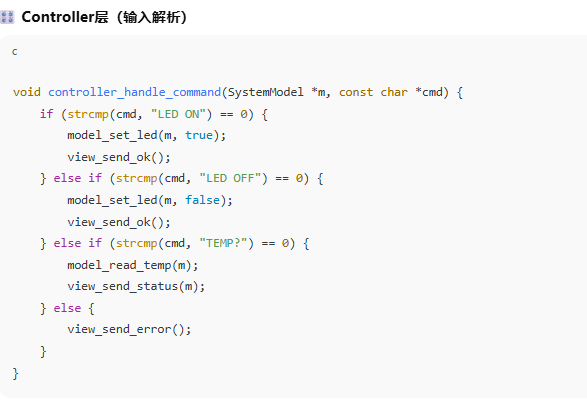 Controller层（输入解析）
c
void controller_handle_command(SystemModel *m, const char *cmd) {
    if (strcmp(cmd, "LED ON") == 0) {
        model_set_led(m, true);
        view_send_ok();
    } else if (strcmp(cmd, "LED OFF") == 0) {
        model_set_led(m, false);
        view_send_ok();
    } else if (strcmp(cmd, "TEMP?") == 0) {
        model_read_temp(m);
        view_send_status(m);
    } else {
        view_send_error();
    }
}